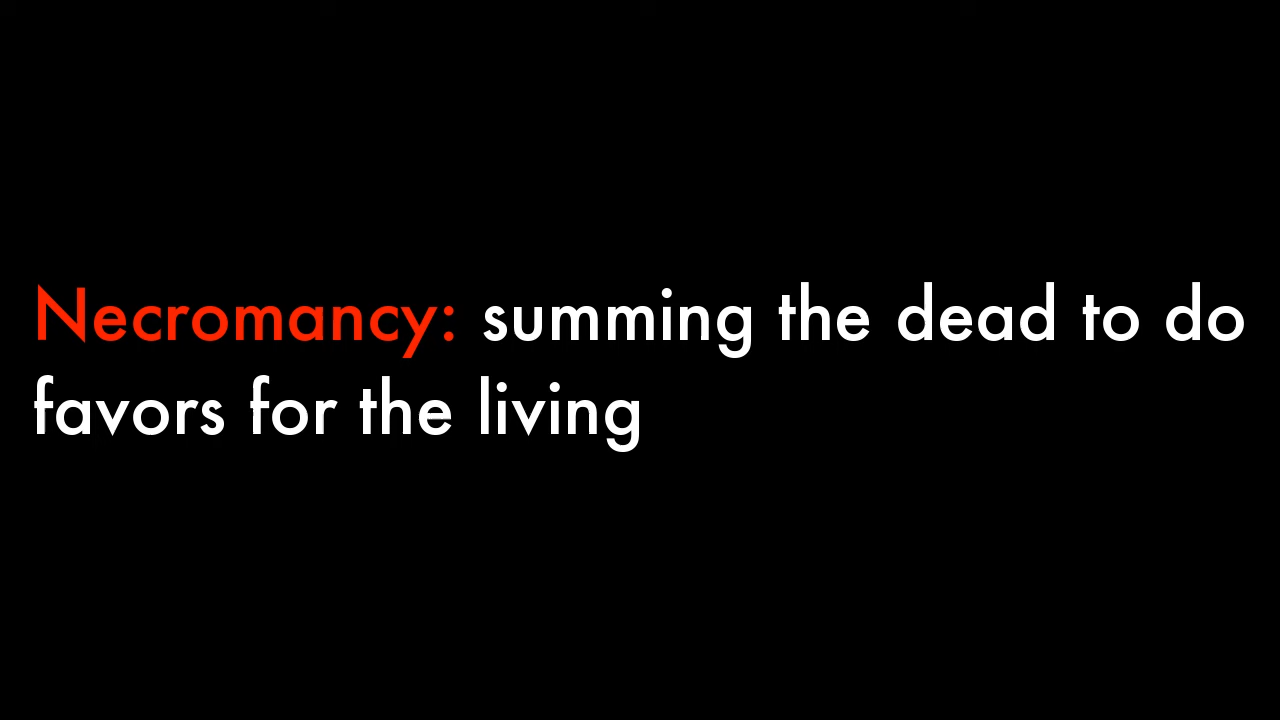 Necromancy: summing the dead to do
favors for the living